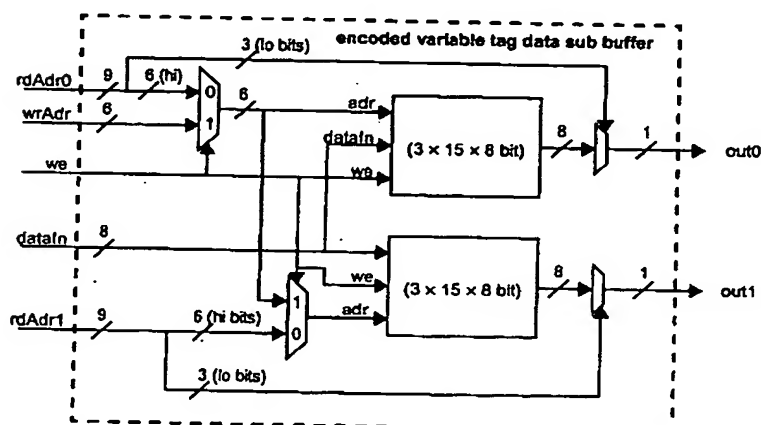 encoded variable tag data sub buffer
3 (lo bits)
rdAdr0 9 6 (hi) 0 6 adr
wrAdr 6 1 dataIn (3 × 15 × 8 bit) 8 1 out0
we we
dataIn 8
we (3 × 15 × 8 bit) 8 1 out1
rdAdr1 9 6 (hi bits) 1 0 adr
3 (lo bits)